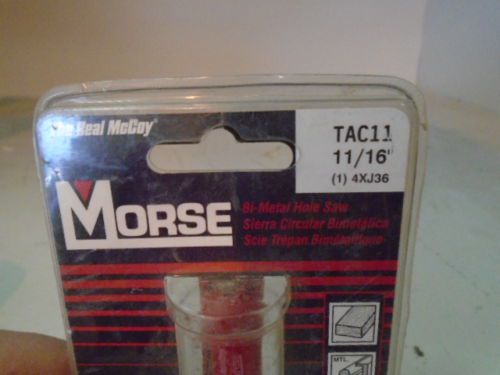 The Real McCoy
TAC11
11/16"
(1) 4XJ36
MORSE
Bi-Metal Hole Saw
Sierra Circular Bimetálica
Scie Trépan Bimétallique
MTL.